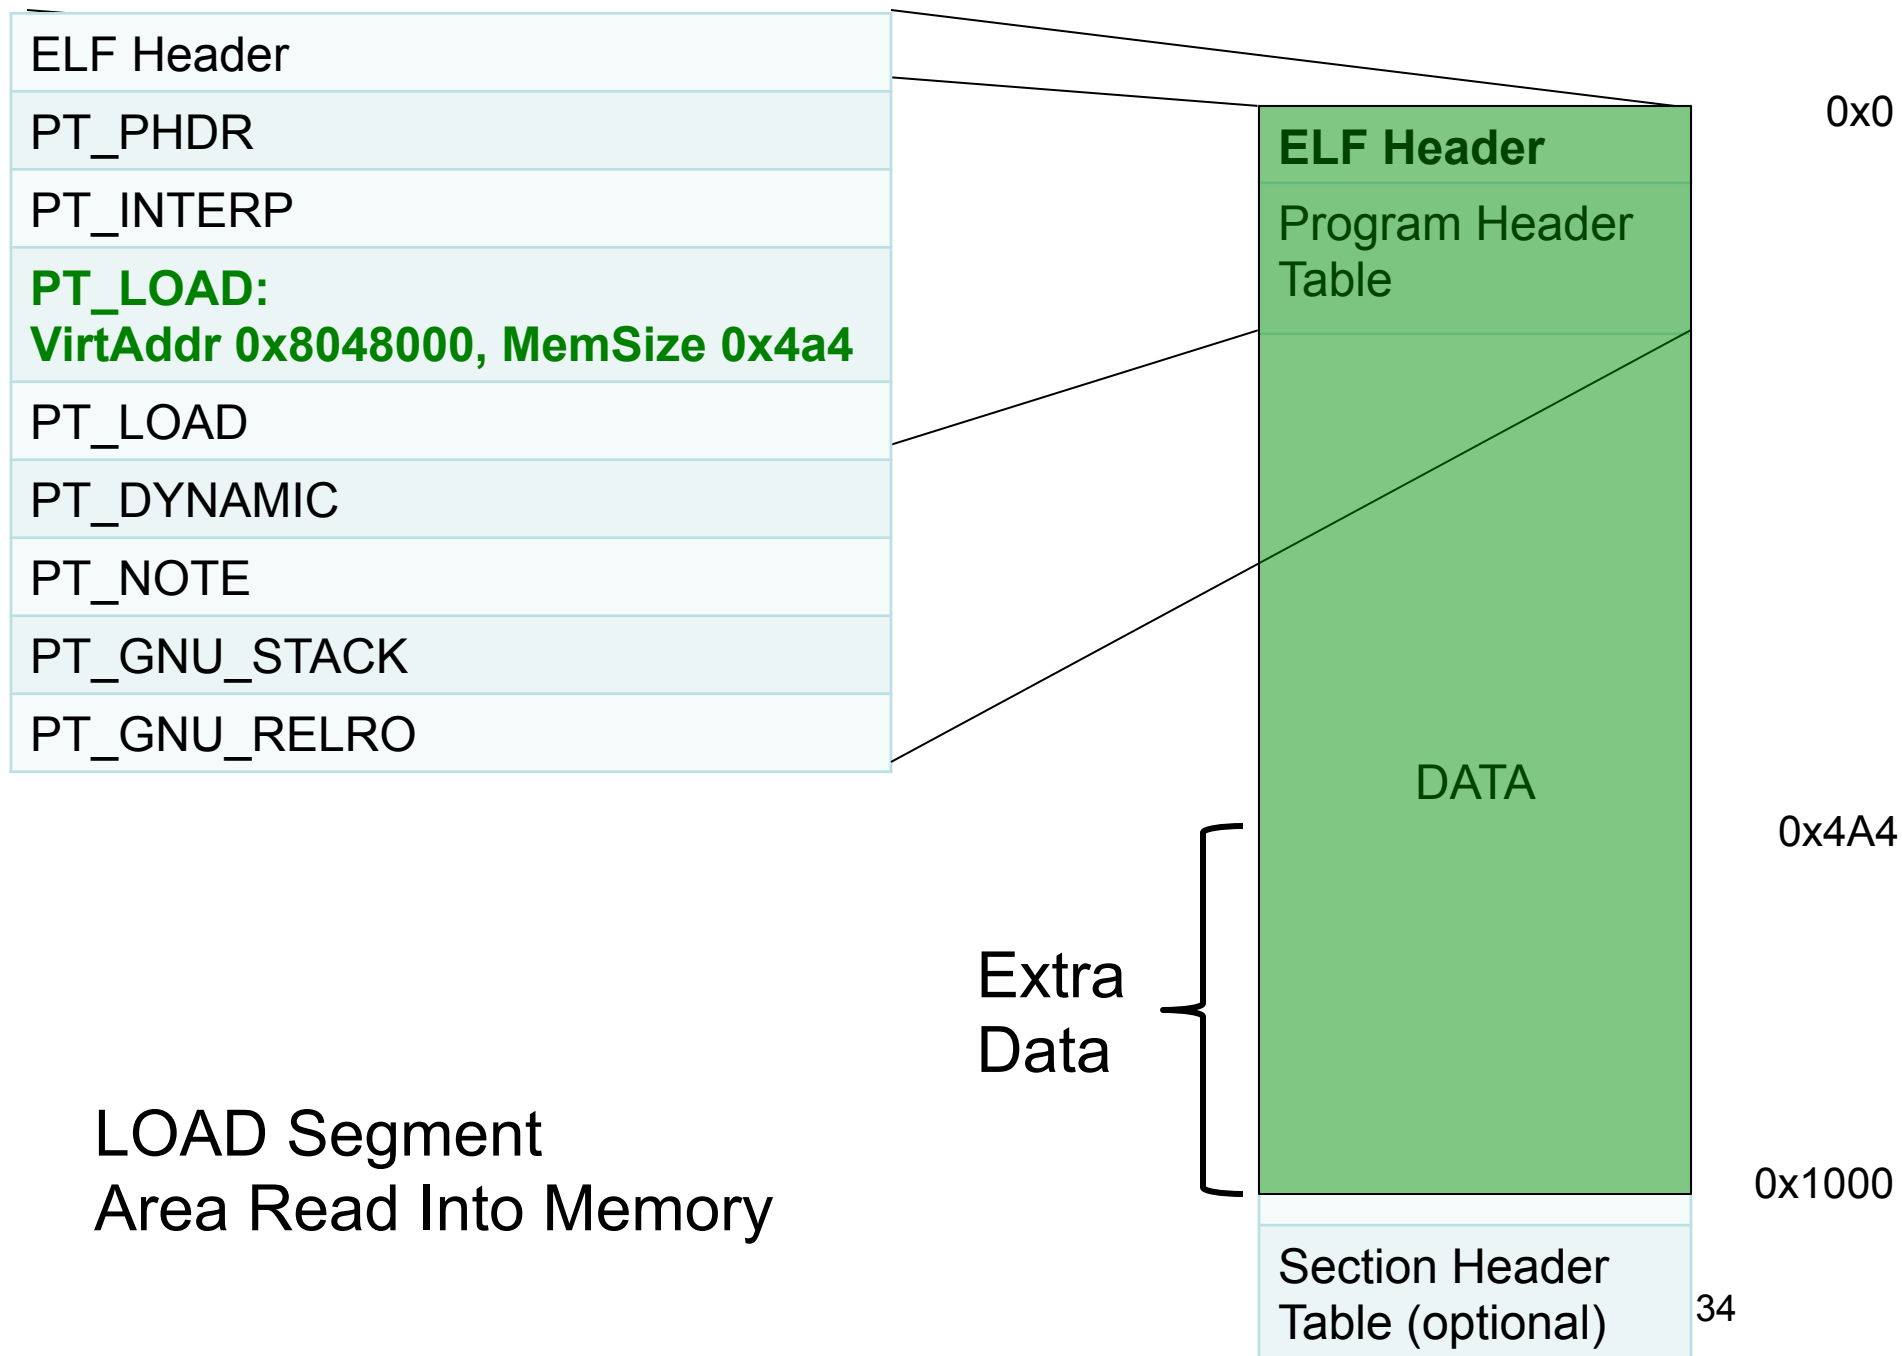 ELF Header
PT_PHDR
PT_INTERP
PT_LOAD:
VirtAddr 0x8048000, MemSize 0x4a4
PT_LOAD
PT_DYNAMIC
PT_NOTE
PT_GNU_STACK
PT_GNU_RELRO
0x0
ELF Header
Program Header
Table
DATA
0x4A4
Extra
Data
0x1000
LOAD Segment
Area Read Into Memory
Section Header
Table (optional)
34